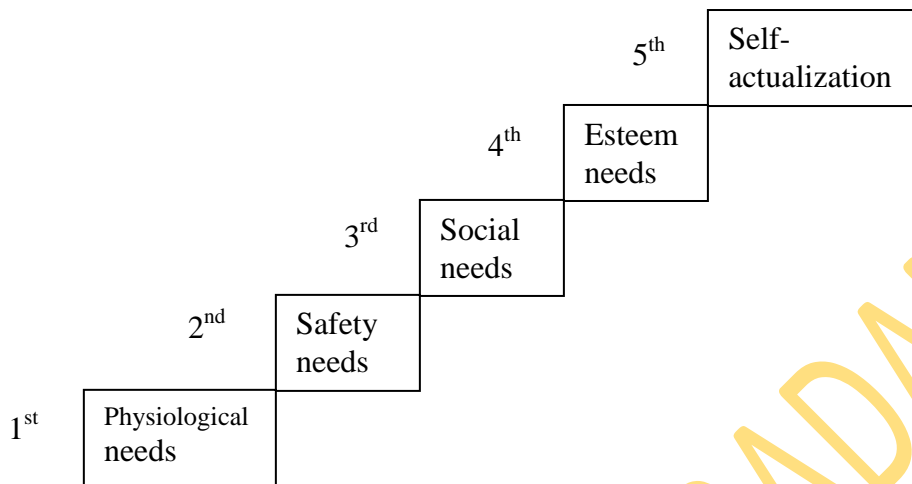 5th
Self-
actualization
4th
Esteem
needs
3rd
Social
needs
2nd
Safety
needs
1st
Physiological
needs